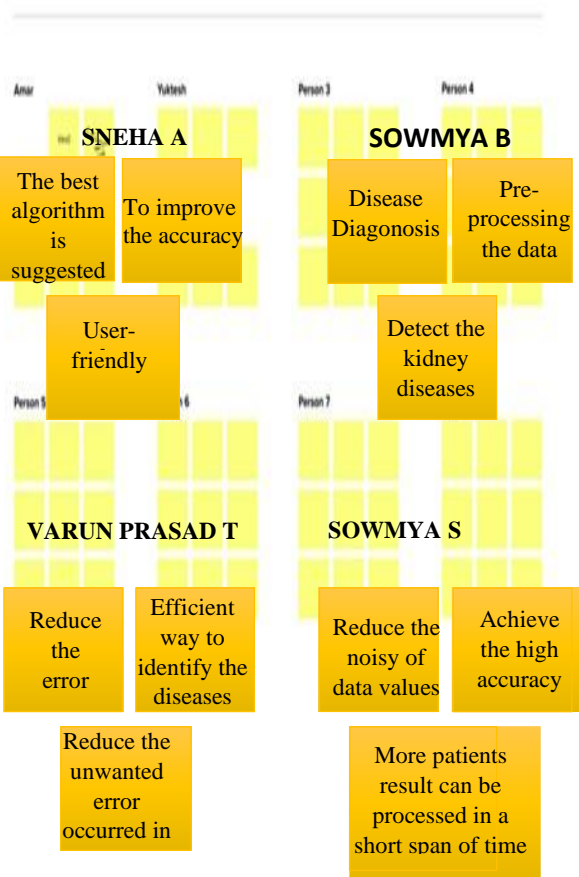 Amar
Yuktesh
Person 3
Person 4
SNEHA A
SOWMYA B
The best
algorithm
is
suggested
To improve
the accuracy
Disease
Diagonosis
Pre-
processing
the data
User-
friendly
Detect the
kidney
diseases
Person 5
6
Person 7
VARUN PRASAD T
SOWMYA S
Reduce
the
error
Efficient
way to
identify the
diseases
Reduce the
noisy of
data values
Achieve
the high
accuracy
Reduce the
unwanted
error
occurred in
More patients
result can be
processed in a
short span of time